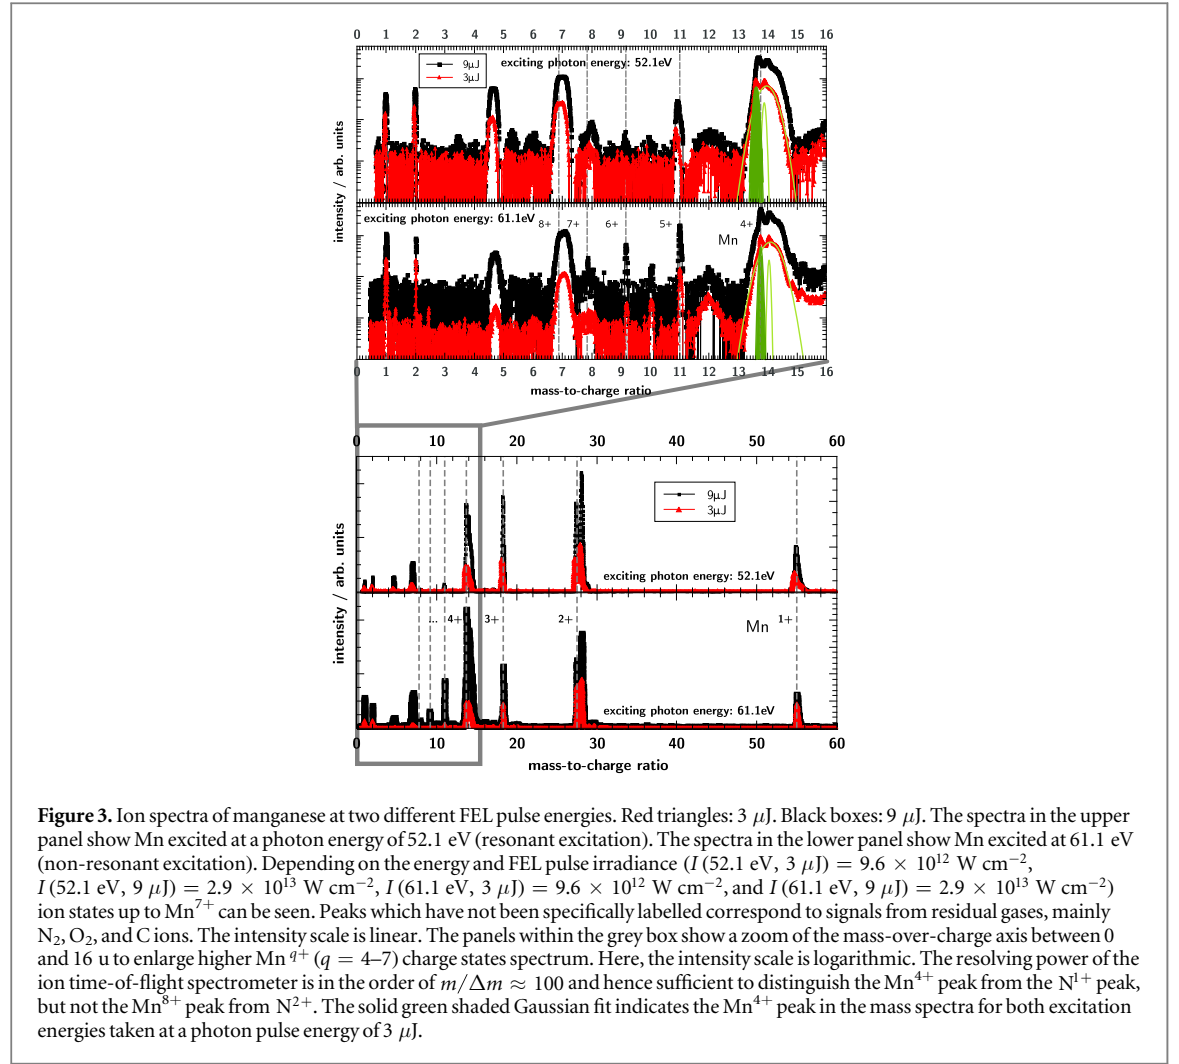 0 1 2 3 4 5 6 7 8 9 10 11 12 13 14 15 16
9μJ
3μJ
exciting photon energy: 52.1eV
intensity / arb. units
exciting photon energy: 61.1eV
8+ 7+ 6+ 5+ Mn 4+
0 1 2 3 4 5 6 7 8 9 10 11 12 13 14 15 16
mass-to-charge ratio
0 10 20 30 40 50 60
9μJ
3μJ
exciting photon energy: 52.1eV
intensity / arb. units
... 4+ 3+ 2+ Mn 1+
exciting photon energy: 61.1eV
0 10 20 30 40 50 60
mass-to-charge ratio
Figure 3. Ion spectra of manganese at two different FEL pulse energies. Red triangles: 3 μJ. Black boxes: 9 μJ. The spectra in the upper
panel show Mn excited at a photon energy of 52.1 eV (resonant excitation). The spectra in the lower panel show Mn excited at 61.1 eV
(non-resonant excitation). Depending on the energy and FEL pulse irradiance (I (52.1 eV, 3 μJ) = 9.6 × 10¹² W cm⁻²,
I (52.1 eV, 9 μJ) = 2.9 × 10¹³ W cm⁻², I (61.1 eV, 3 μJ) = 9.6 × 10¹² W cm⁻², and I (61.1 eV, 9 μJ) = 2.9 × 10¹³ W cm⁻²)
ion states up to Mn⁷⁺ can be seen. Peaks which have not been specifically labelled correspond to signals from residual gases, mainly
N₂, O₂, and C ions. The intensity scale is linear. The panels within the grey box show a zoom of the mass-over-charge axis between 0
and 16 u to enlarge higher Mn q⁺ (q = 4–7) charge states spectrum. Here, the intensity scale is logarithmic. The resolving power of the
ion time-of-flight spectrometer is in the order of m/Δm ≈ 100 and hence sufficient to distinguish the Mn⁴⁺ peak from the N¹⁺ peak,
but not the Mn⁸⁺ peak from N²⁺. The solid green shaded Gaussian fit indicates the Mn⁴⁺ peak in the mass spectra for both excitation
energies taken at a photon pulse energy of 3 μJ.